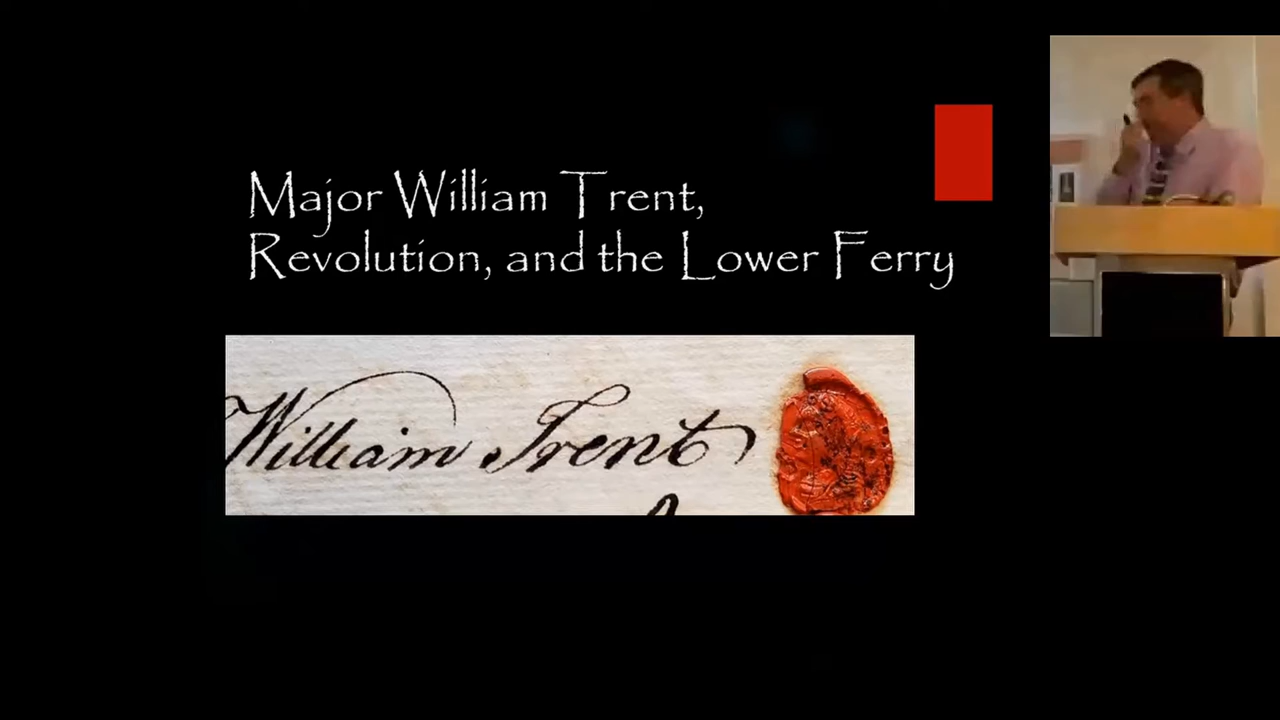 Major William Trent,
Revolution, and the Lower Ferry
William Trent